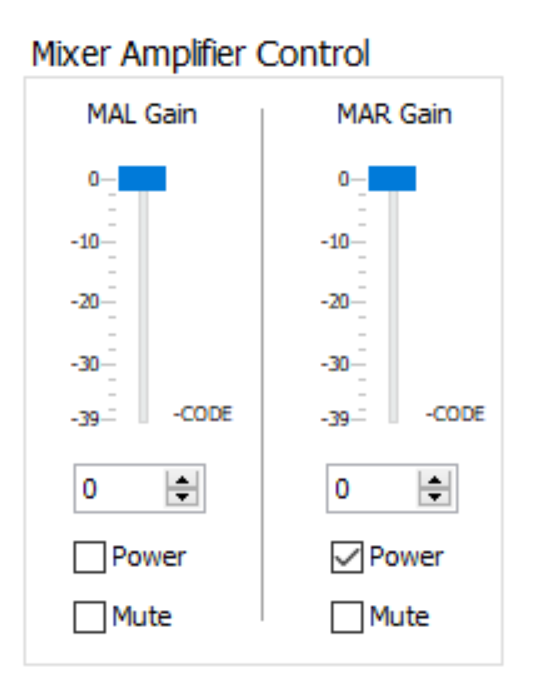 Mixer Amplifier Control
MAL Gain
0
-10
-20
-30
-39
-CODE
0
Power
Mute
MAR Gain
0
-10
-20
-30
-39
-CODE
0
Power
Mute